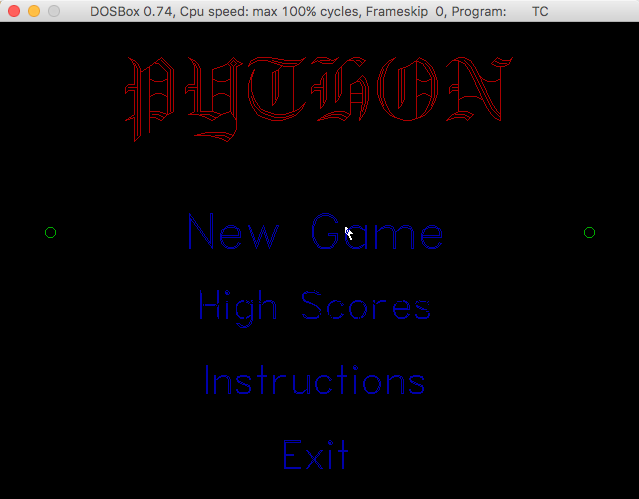 DOSBox 0.74, Cpu speed: max 100% cycles, Frameskip 0, Program: TC
PYTHON
New Game
High Scores
Instructions
Exit